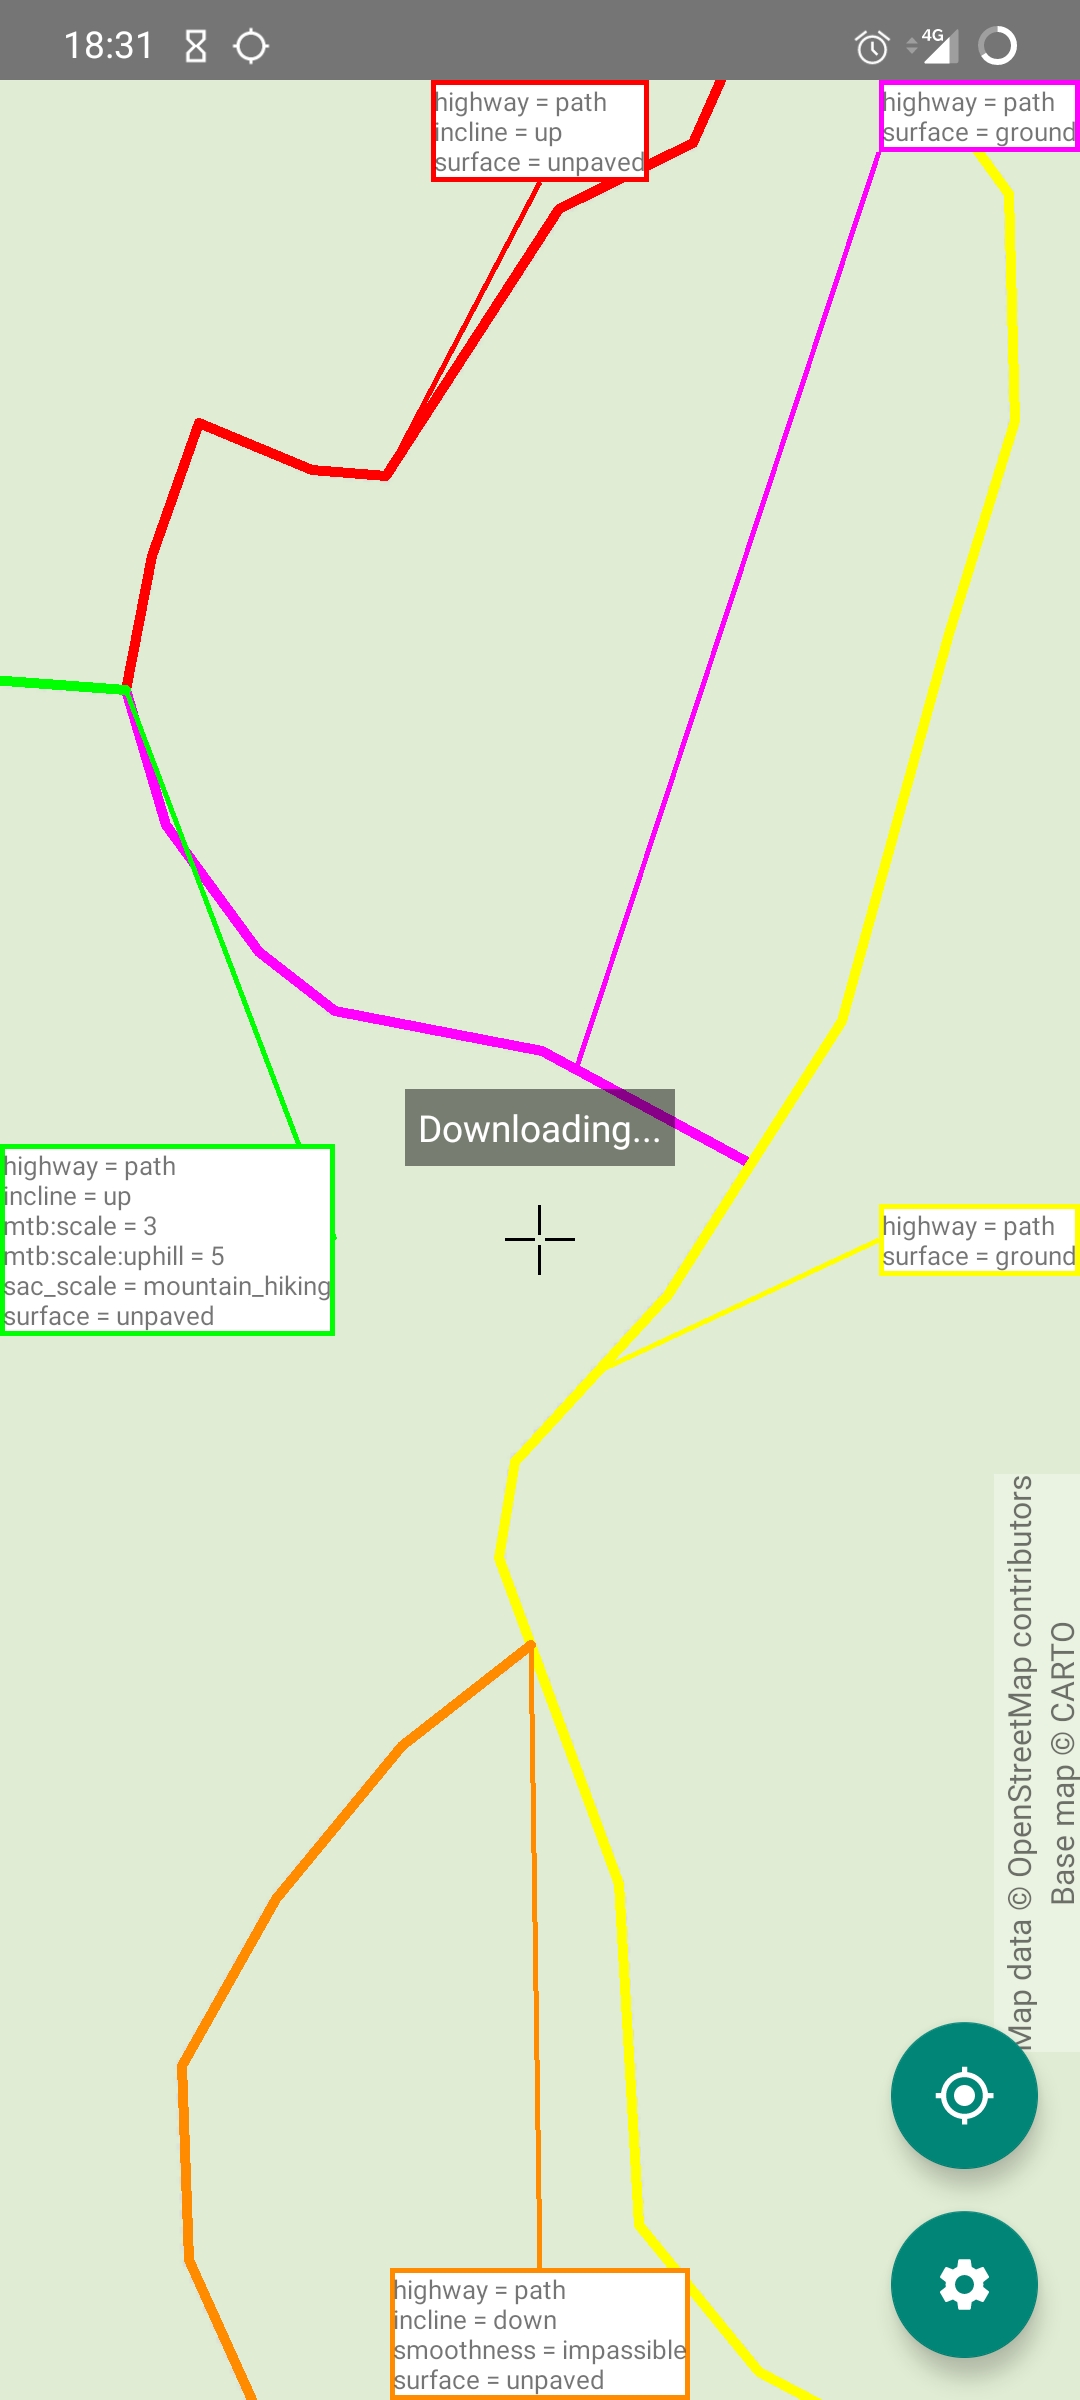 18:31
4G
highway = path
incline = up
surface = unpaved
highway = path
surface = ground
Downloading...
highway = path
incline = up
mtb:scale = 3
mtb:scale:uphill = 5
sac_scale = mountain_hiking
surface = unpaved
highway = path
surface = ground
Map data © OpenStreetMap contributors
Base map © CARTO
highway = path
incline = down
smoothness = impassible
surface = unpaved